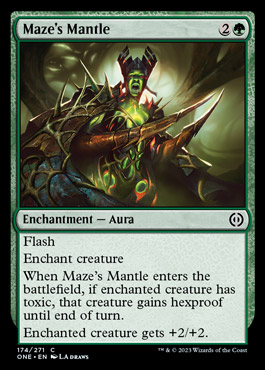 Maze's Mantle 2
Enchantment — Aura
Flash
Enchant creature
When Maze's Mantle enters the
battlefield, if enchanted creature has
toxic, that creature gains hexproof
until end of turn.
Enchanted creature gets +2/+2.
174/271 C
ONE • EN LA DRAWS
™ & © 2023 Wizards of the Coast